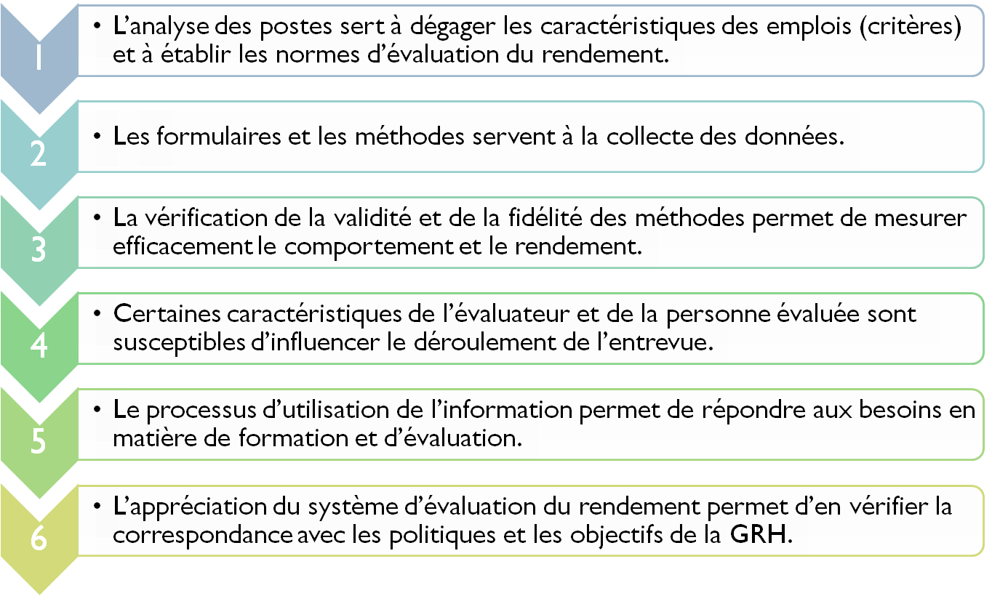 1
• L’analyse des postes sert à dégager les caractéristiques des emplois (critères)
et à établir les normes d’évaluation du rendement.
2
• Les formulaires et les méthodes servent à la collecte des données.
3
• La vérification de la validité et de la fidélité des méthodes permet de mesurer
efficacement le comportement et le rendement.
4
• Certaines caractéristiques de l’évaluateur et de la personne évaluée sont
susceptibles d’influencer le déroulement de l’entrevue.
5
• Le processus d’utilisation de l’information permet de répondre aux besoins en
matière de formation et d’évaluation.
6
• L’appréciation du système d’évaluation du rendement permet d’en vérifier la
correspondance avec les politiques et les objectifs de la GRH.